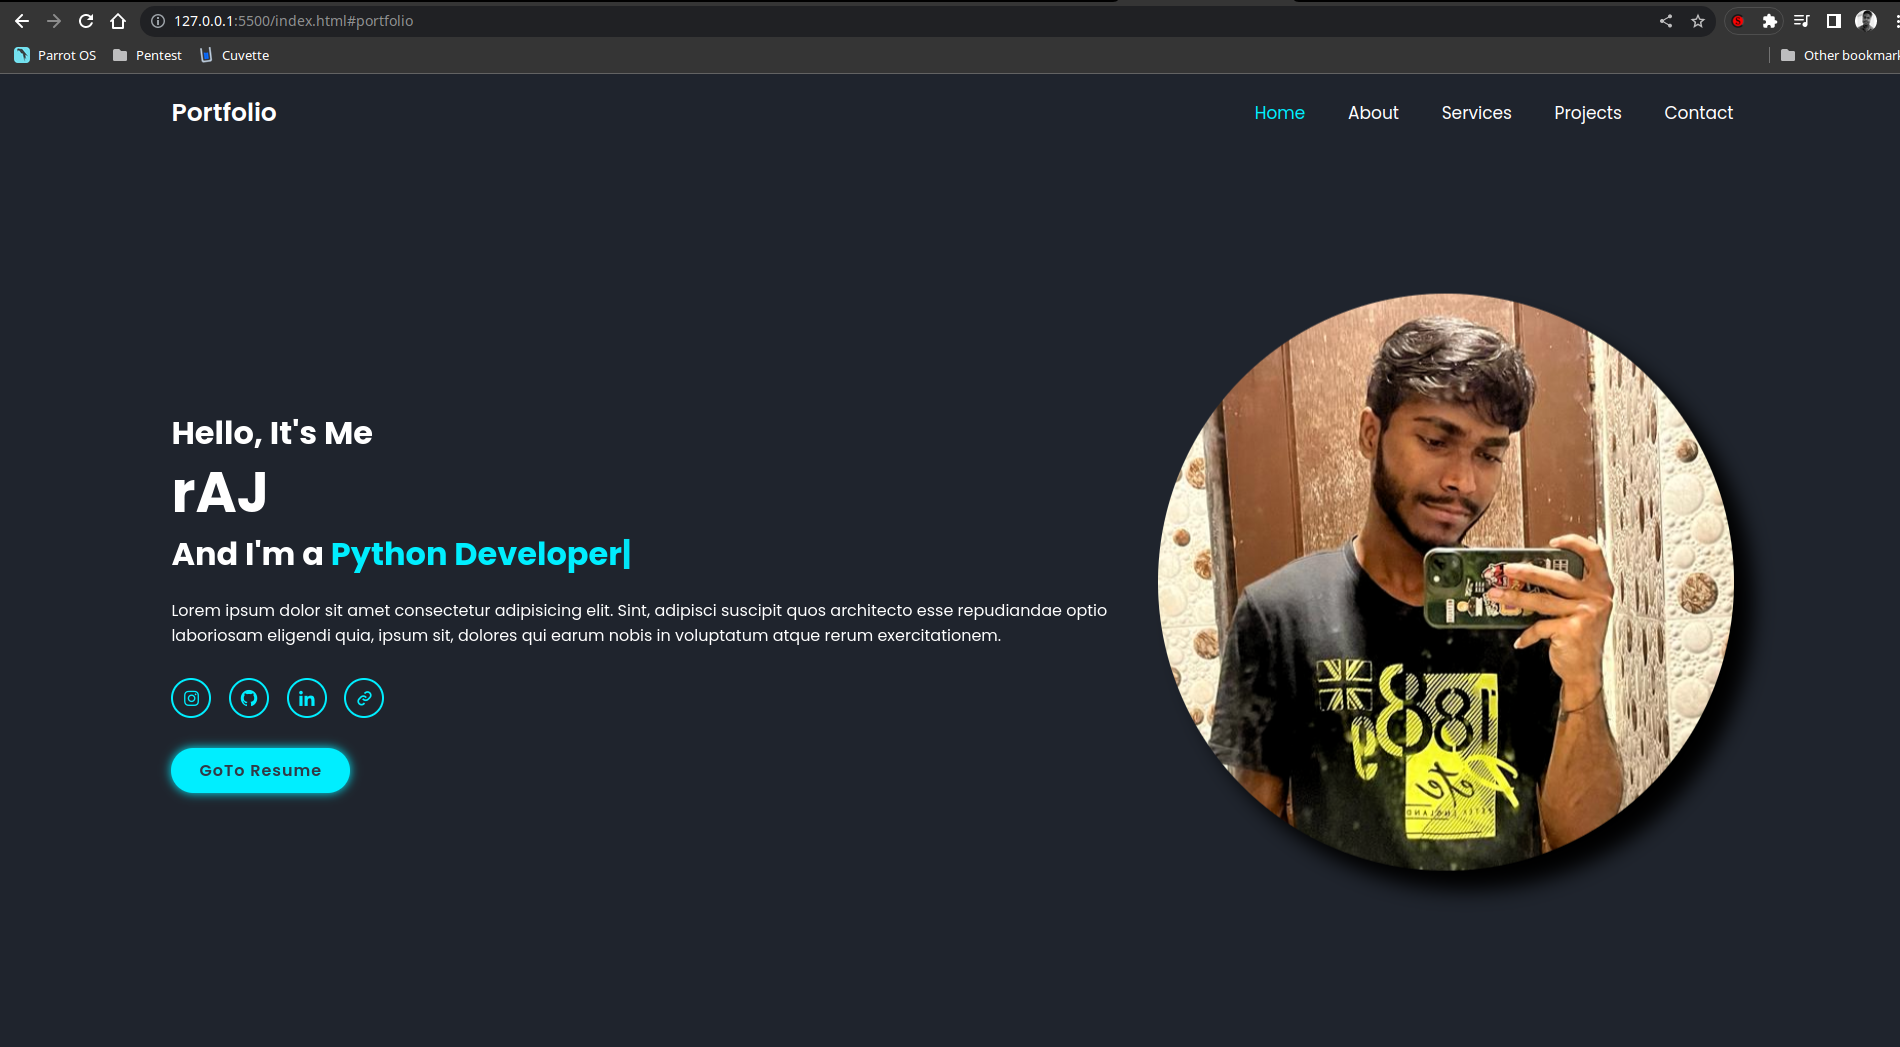 127.0.0.1:5500/index.html#portfolio
Parrot OS Pentest Cuvette Other bookmark
Portfolio Home About Services Projects Contact
Hello, It's Me
rAJ
And I'm a Python Developer|
Lorem ipsum dolor sit amet consectetur adipisicing elit. Sint, adipisci suscipit quos architecto esse repudiandae optio
laboriosam eligendi quia, ipsum sit, dolores qui earum nobis in voluptatum atque rerum exercitationem.
GoTo Resume